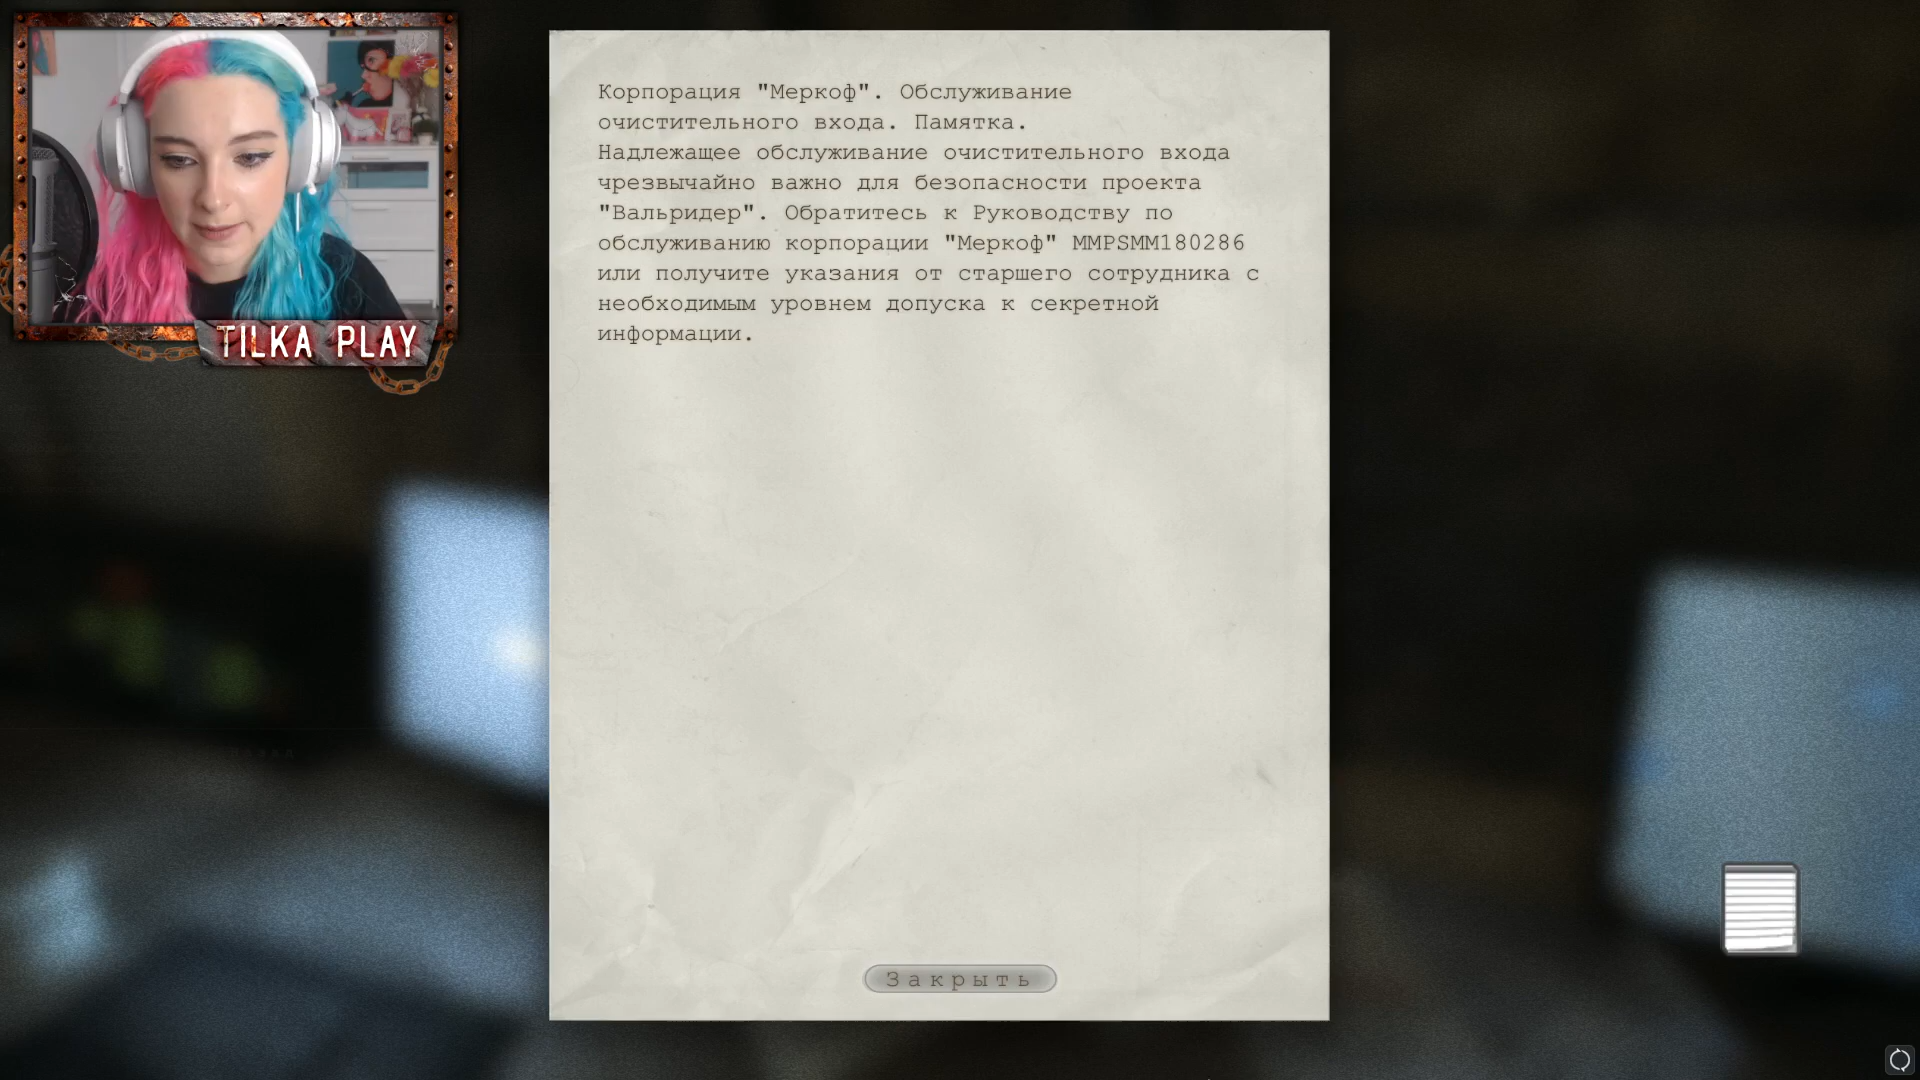 TILKA PLAY
Корпорация "Меркоф". Обслуживание
очистительного входа. Памятка.
Надлежащее обслуживание очистительного входа
чрезвычайно важно для безопасности проекта
"Вальридер". Обратитесь к Руководству по
обслуживанию корпорации "Меркоф" MMPSMM180286
или получите указания от старшего сотрудника с
необходимым уровнем допуска к секретной
информации.
Закрыть